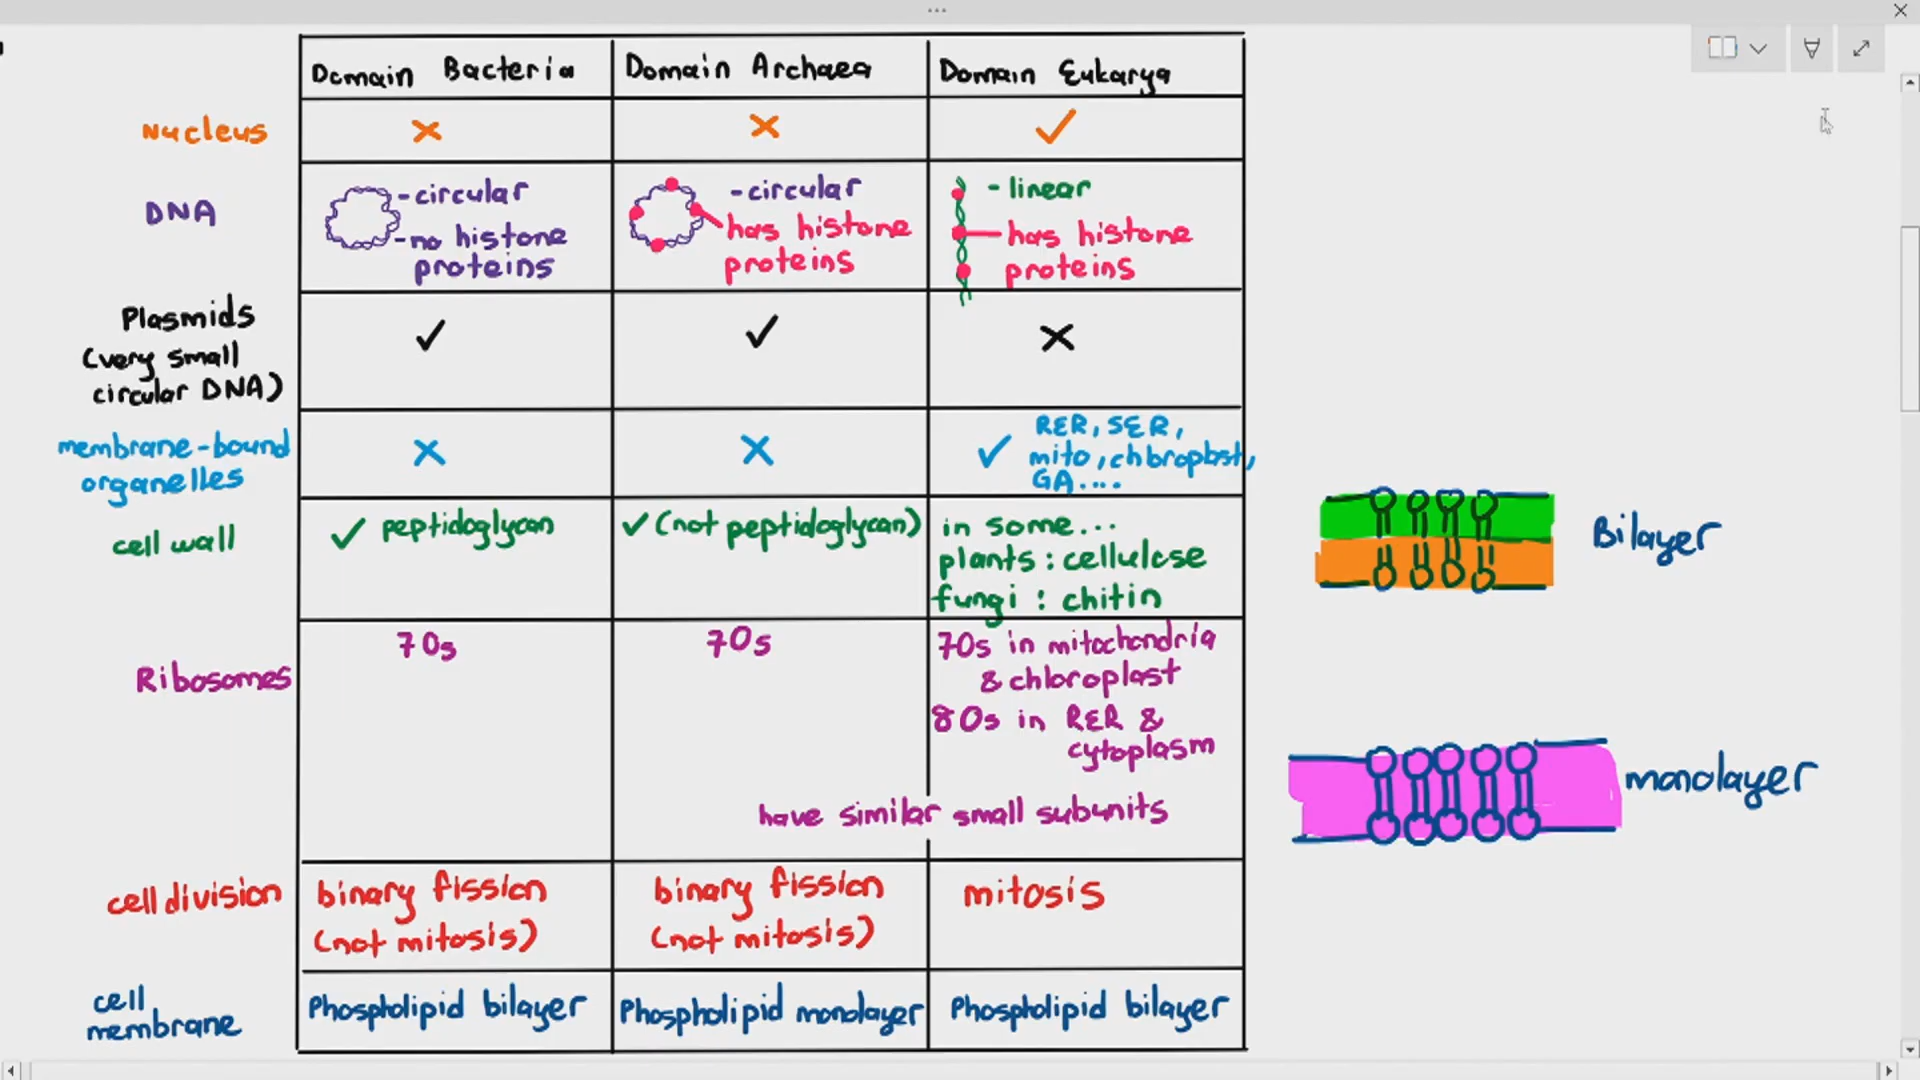 Domain Bacteria
Domain Archaea
Domain Eukarya
Nucleus
DNA
-circular
-no histone
proteins
-circular
has histone
proteins
-linear
has histone
proteins
Plasmids
(very small
circular DNA)
membrane-bound
organelles
RER, SER,
mito, chloroplast,
GA....
cell wall
peptidoglycan
(not peptidoglycan)
in some...
plants : cellulose
fungi : chitin
Bilayer
Ribosomes
70s
70s
70s in mitochondria
& chloroplast
80s in RER &
cytoplasm
have similar small subunits
monolayer
cell division
binary fission
(not mitosis)
binary fission
(not mitosis)
mitosis
cell
membrane
Phospholipid bilayer
Phospholipid monolayer
Phospholipid bilayer